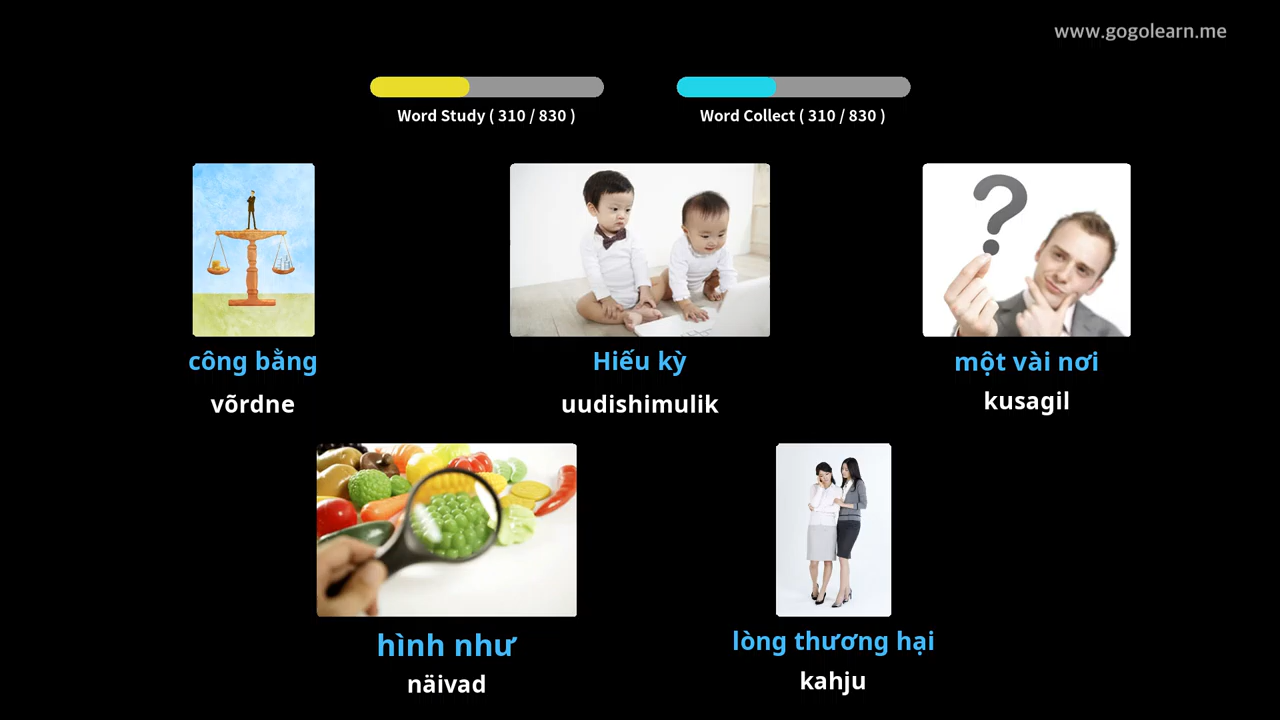 www.gogolearn.me
Word Study ( 310 / 830 )
Word Collect ( 310 / 830 )
công bằng
võrdne
Hiếu kỳ
uudishimulik
một vài nơi
kusagil
hình như
näivad
lòng thương hại
kahju